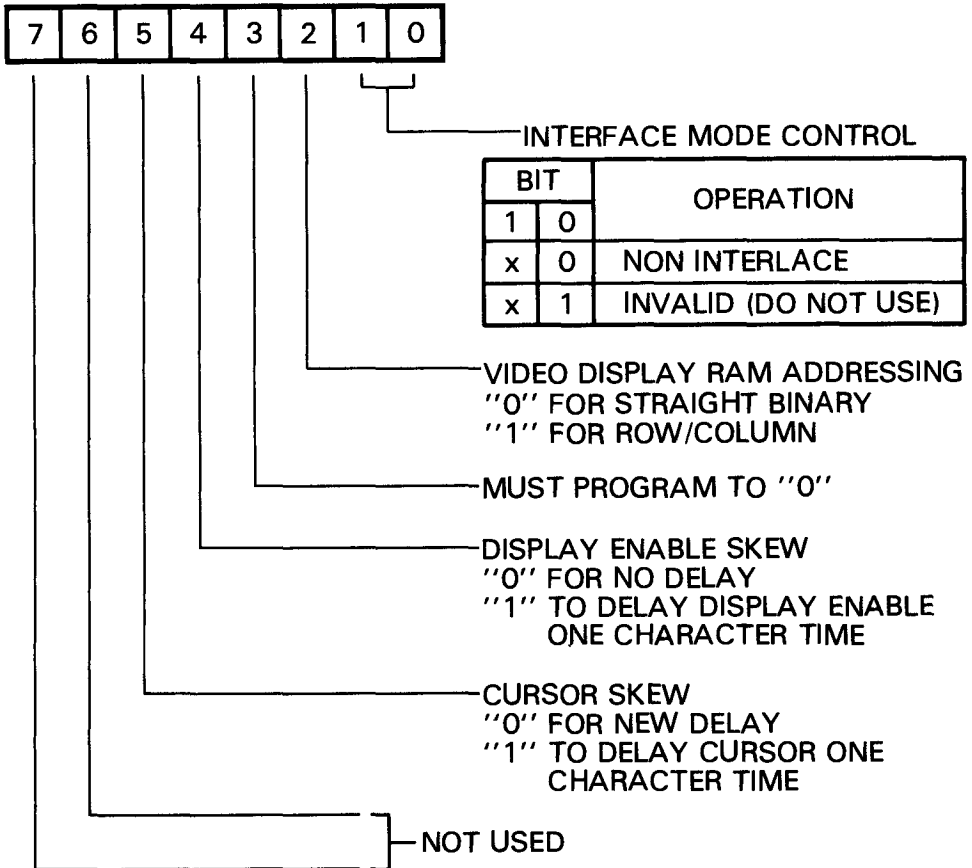 7 6 5 4 3 2 1 0
INTERFACE MODE CONTROL
BIT
OPERATION
1 0
x 0 NON INTERLACE
x 1 INVALID (DO NOT USE)
VIDEO DISPLAY RAM ADDRESSING
''0'' FOR STRAIGHT BINARY
''1'' FOR ROW/COLUMN
MUST PROGRAM TO ''0''
DISPLAY ENABLE SKEW
''0'' FOR NO DELAY
''1'' TO DELAY DISPLAY ENABLE
ONE CHARACTER TIME
CURSOR SKEW
''0'' FOR NEW DELAY
''1'' TO DELAY CURSOR ONE
CHARACTER TIME
NOT USED